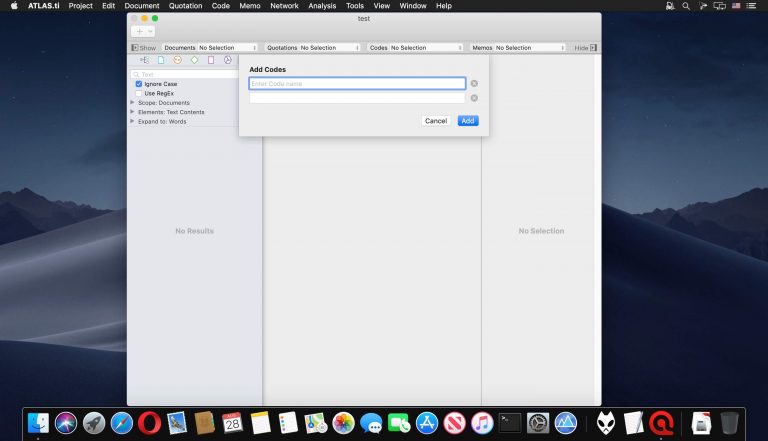 ATLAS.ti Project Edit Document Quotation Code Memo Network Analysis Tools View Window Help
test
Show Documents No Selection Quotations No Selection Codes No Selection Memos No Selection Hide
Text
Ignore Case
Use RegEx
Scope: Documents
Elements: Text Contents
Expand to: Words
Add Codes
Enter Code name
Cancel Add
No Results
No Selection
AUG
28